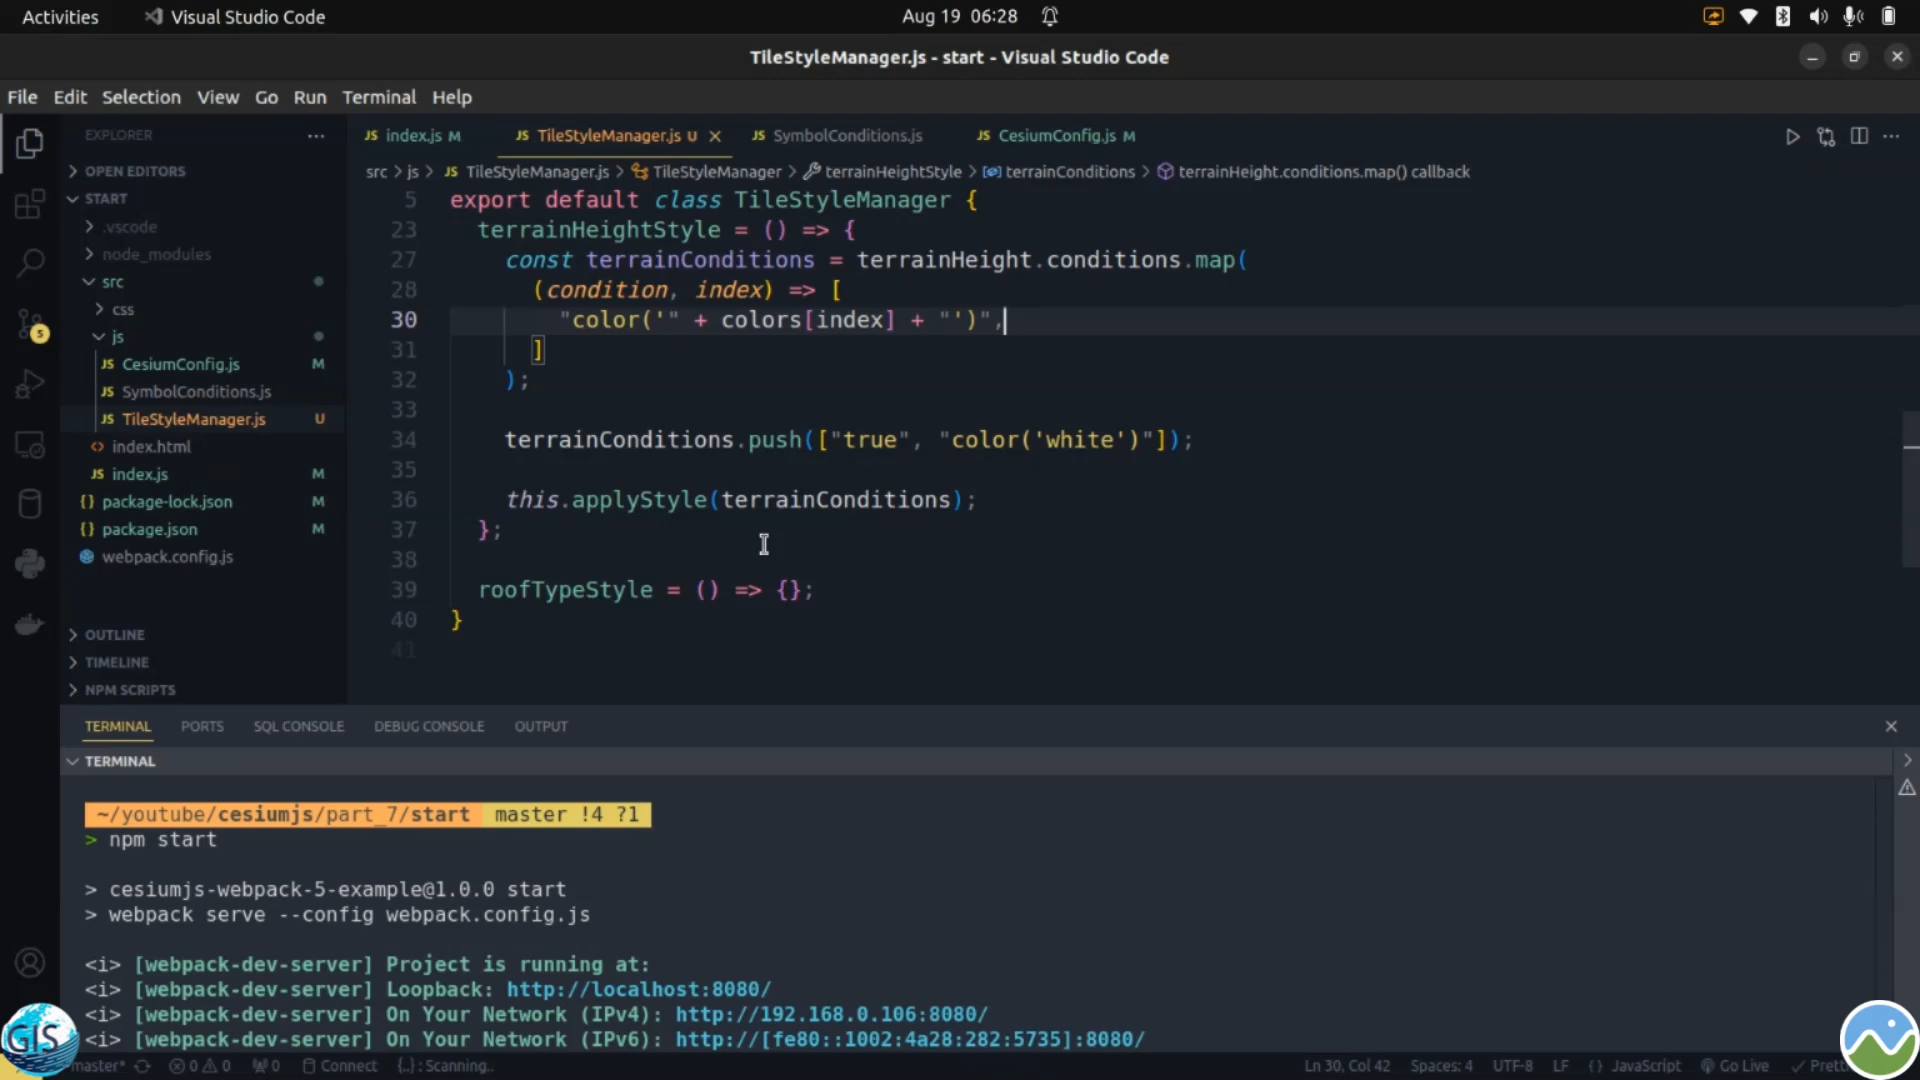 Activities Visual Studio Code Aug 19 06:28
TileStyleManager.js - start - Visual Studio Code
File Edit Selection View Go Run Terminal Help
EXPLORER
OPEN EDITORS
START
.vscode
node_modules
src
css
js
JS CesiumConfig.js M
JS SymbolConditions.js
JS TileStyleManager.js U
<> index.html
JS index.js M
{} package-lock.json M
{} package.json M
webpack.config.js
OUTLINE
TIMELINE
NPM SCRIPTS
5
JS index.js M JS TileStyleManager.js U JS SymbolConditions.js JS CesiumConfig.js M
src > js > JS TileStyleManager.js > TileStyleManager > terrainHeightStyle > terrainConditions > terrainHeight.conditions.map() callback
5 export default class TileStyleManager {
23 terrainHeightStyle = () => {
27 const terrainConditions = terrainHeight.conditions.map(
28 (condition, index) => [
30 "color('" + colors[index] + "')",
31 ]
32 );
33
34 terrainConditions.push(["true", "color('white')"]);
35
36 this.applyStyle(terrainConditions);
37 };
38
39 roofTypeStyle = () => {};
40 }
41
TERMINAL PORTS SQL CONSOLE DEBUG CONSOLE OUTPUT
TERMINAL
~/youtube/cesiumjs/part_7/start master !4 ?1
> npm start
> cesiumjs-webpack-5-example@1.0.0 start
> webpack serve --config webpack.config.js
<i> [webpack-dev-server] Project is running at:
<i> [webpack-dev-server] Loopback: http://localhost:8080/
<i> [webpack-dev-server] On Your Network (IPv4): http://192.168.0.106:8080/
<i> [webpack-dev-server] On Your Network (IPv6): http://[fe80::1002:4a28:282:5735]:8080/
GIS
master* 0 0 0 Connect {..}: Scanning.. Ln 30, Col 42 Spaces: 4 UTF-8 LF {} JavaScript Go Live